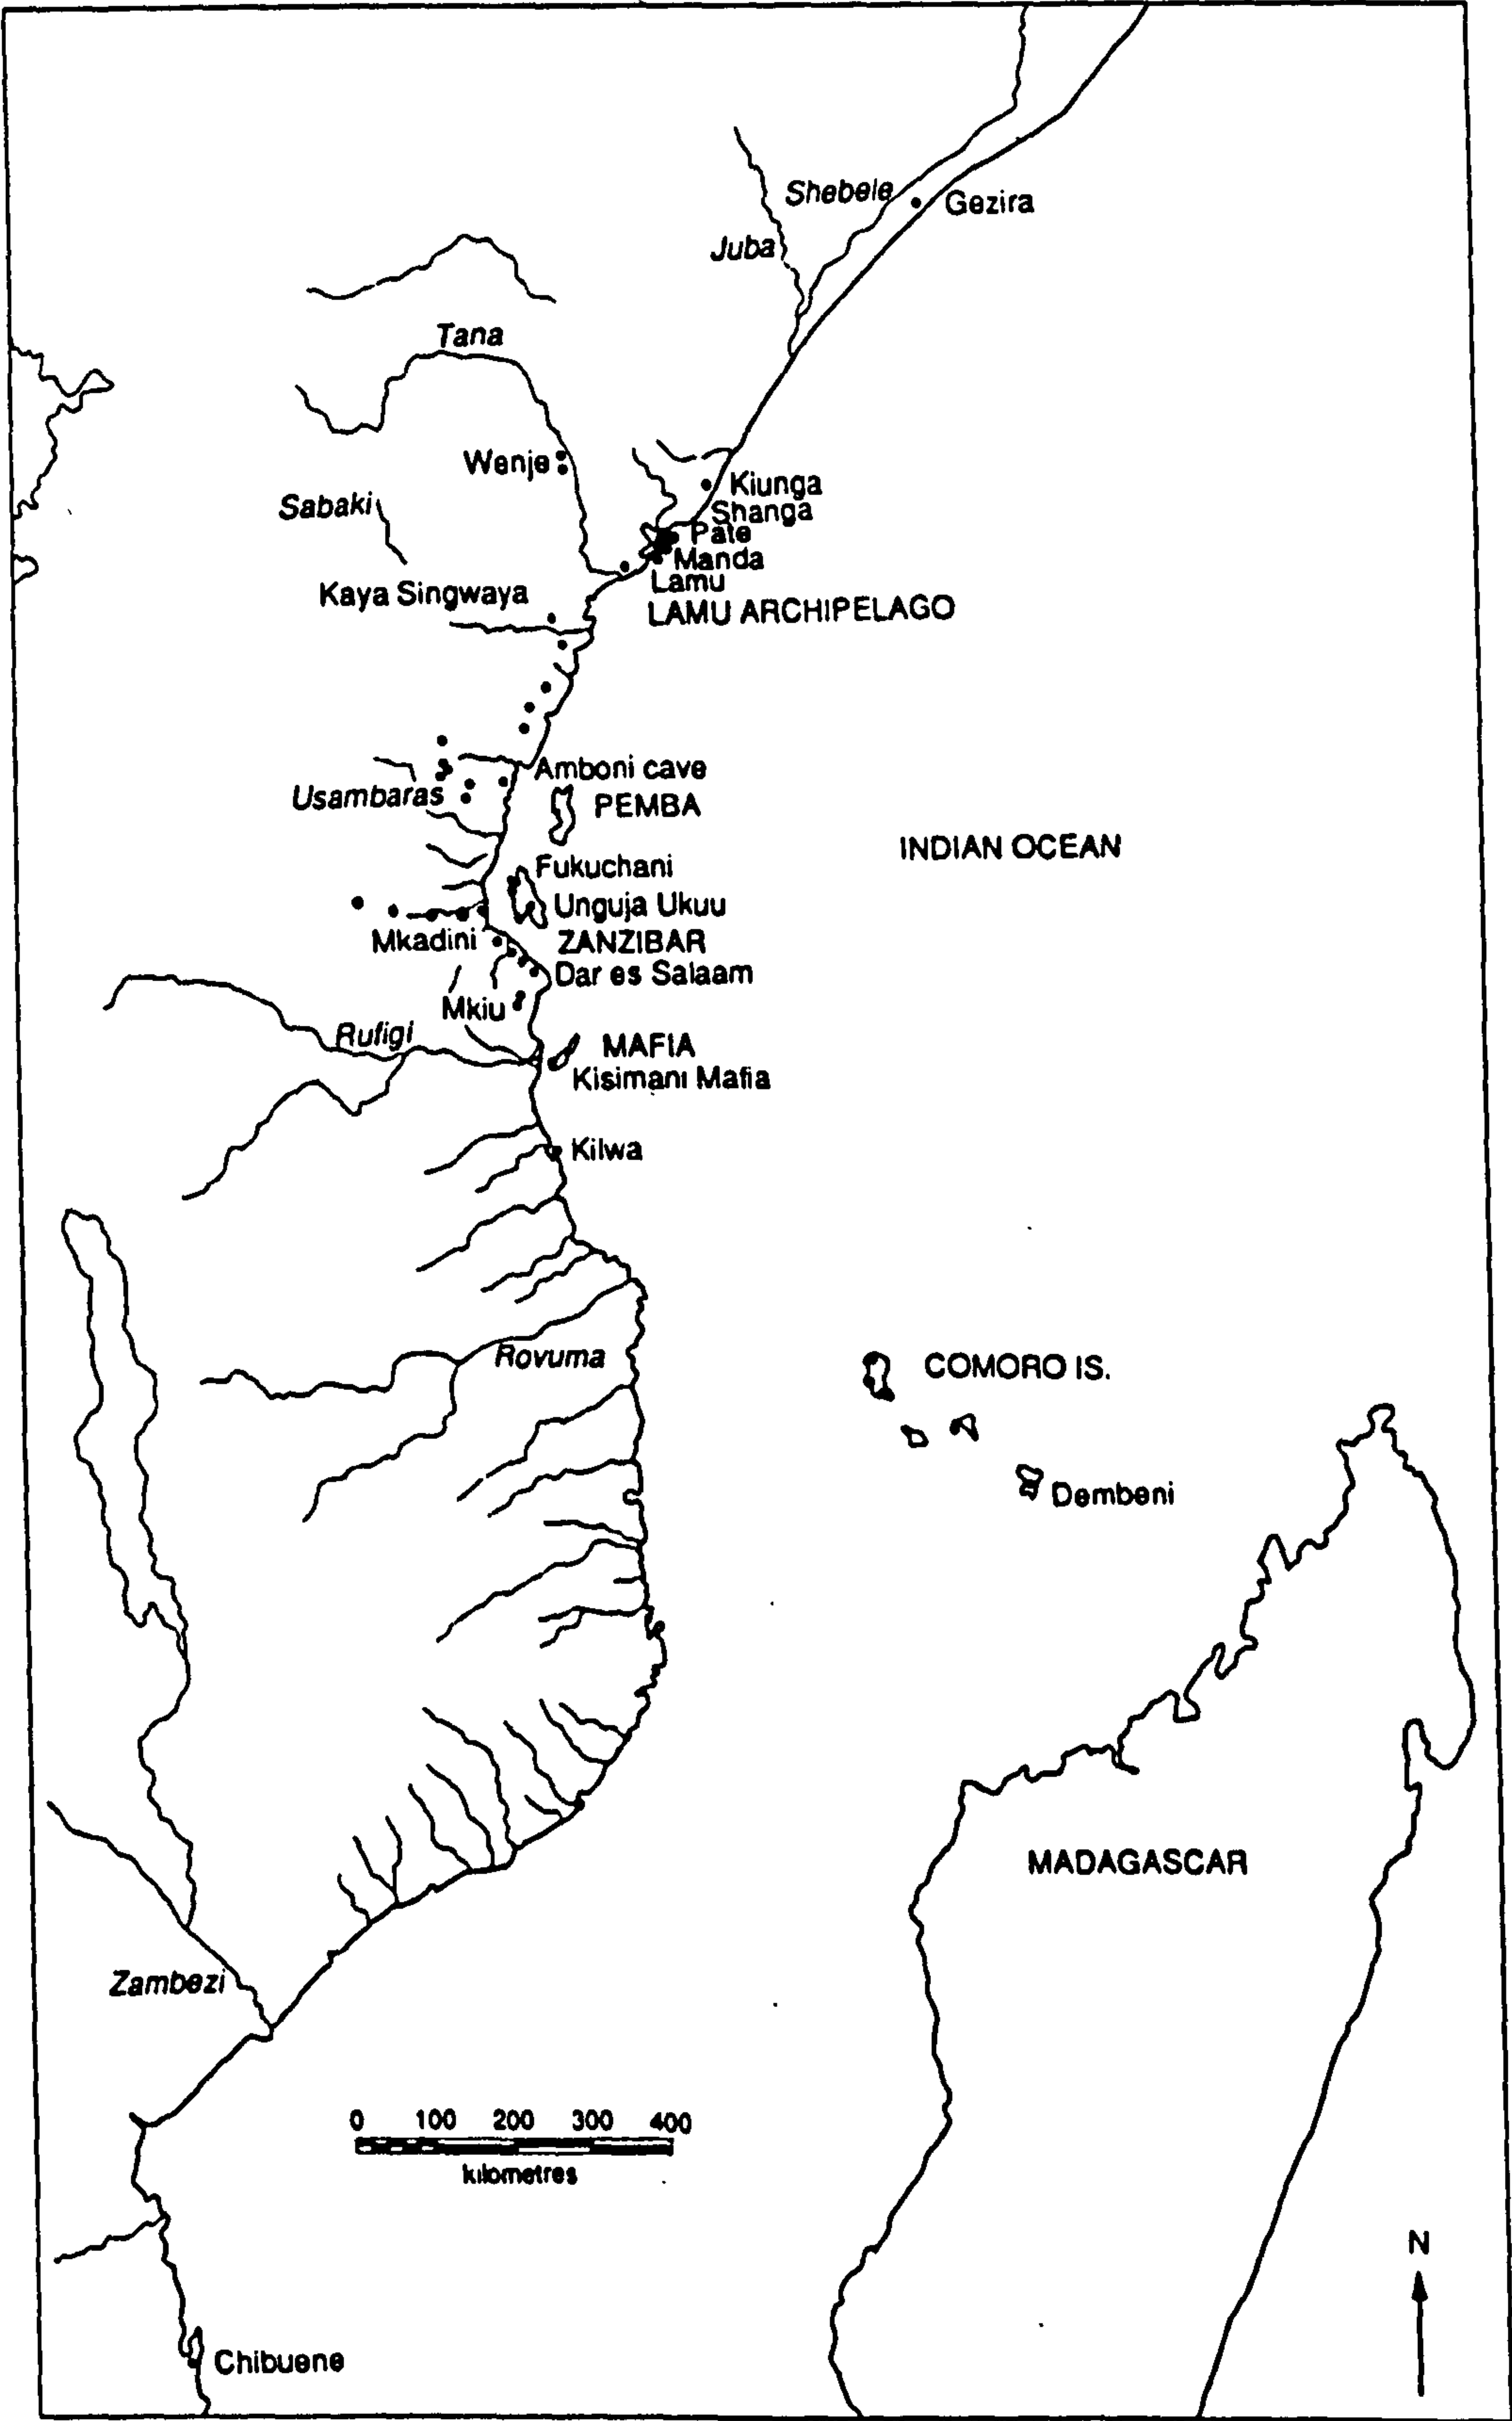 Shebele
Gezira
Juba
Tana
Wenje
Kiunga
Sabaki
Shanga
Pate
Manda
Lamu
Kaya Singwaya
LAMU ARCHIPELAGO
Amboni cave
Usambaras
PEMBA
INDIAN OCEAN
Fukuchani
Unguja Ukuu
Mkadini
ZANZIBAR
Dar es Salaam
Mkiu
Rufigi
MAFIA
Kisimani Mafia
Kilwa
Rovuma
COMORO IS.
Dembeni
MADAGASCAR
Zambezi
0 100 200 300 400
kilometres
N
Chibuene